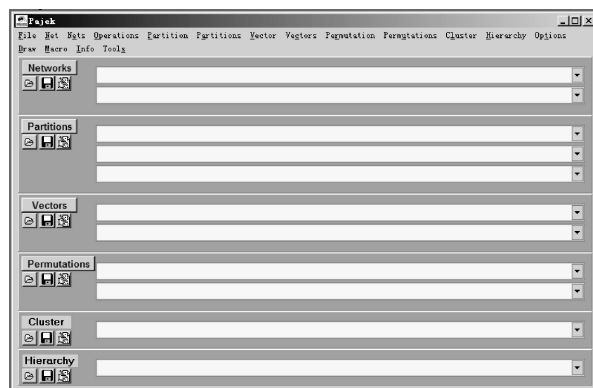 Pajek
File Net Nets Operations Partition Partitions Vector Vectors Permutation Permutations Cluster Hierarchy Options
Draw Macro Info Tools
Networks
Partitions
Vectors
Permutations
Cluster
Hierarchy